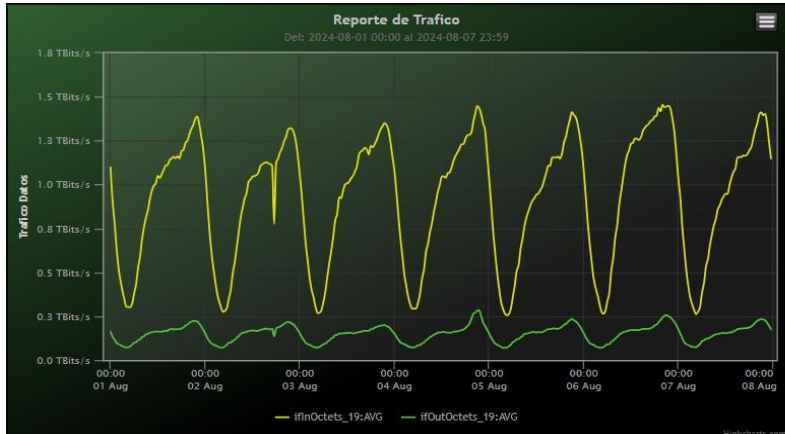 Reporte de Trafico
Del: 2024-08-01 00:00 al 2024-08-07 23:59
1.8 TBits/s
1.5 TBits/s
1.3 TBits/s
1.0 TBits/s
0.8 TBits/s
0.5 TBits/s
0.3 TBits/s
0.0 TBits/s
Trafico Datos
00:00 00:00 00:00 00:00 00:00 00:00 00:00 00:00
01 Aug 02 Aug 03 Aug 04 Aug 05 Aug 06 Aug 07 Aug 08 Aug
ifInOctets_19:AVG ifOutOctets_19:AVG
Highcharts.com